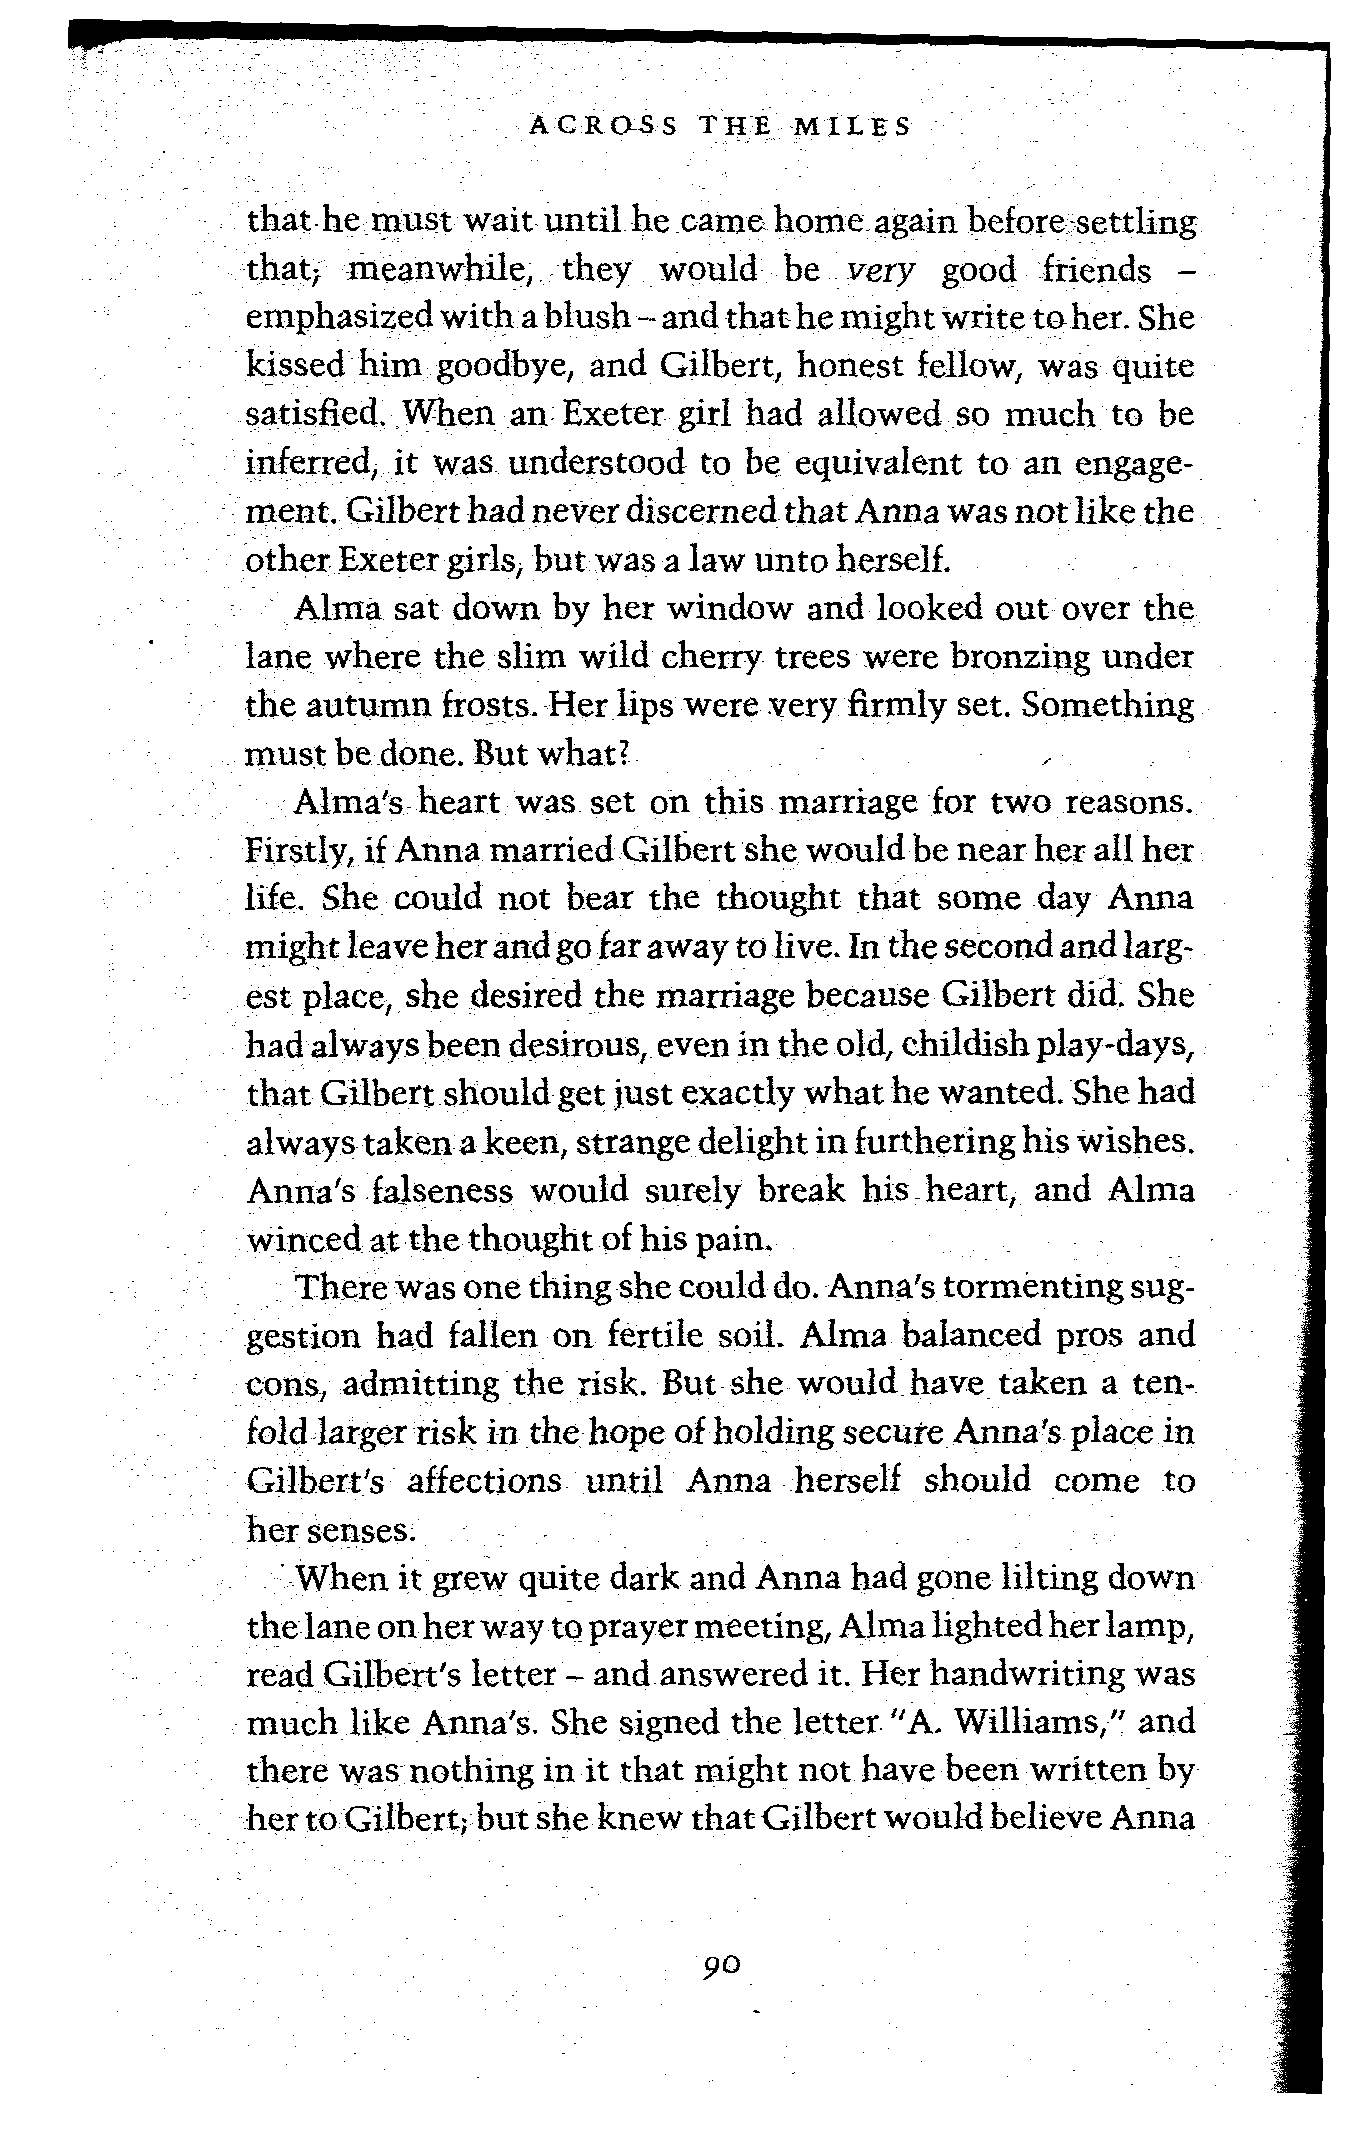 ACROSS THE MILES
that he must wait until he came home again before settling
that, meanwhile, they would be very good friends –
emphasized with a blush – and that he might write to her. She
kissed him goodbye, and Gilbert, honest fellow, was quite
satisfied. When an Exeter girl had allowed so much to be
inferred, it was understood to be equivalent to an engage-
ment. Gilbert had never discerned that Anna was not like the
other Exeter girls, but was a law unto herself.
Alma sat down by her window and looked out over the
lane where the slim wild cherry trees were bronzing under
the autumn frosts. Her lips were very firmly set. Something
must be done. But what?
Alma's heart was set on this marriage for two reasons.
Firstly, if Anna married Gilbert she would be near her all her
life. She could not bear the thought that some day Anna
might leave her and go far away to live. In the second and larg-
est place, she desired the marriage because Gilbert did. She
had always been desirous, even in the old, childish play-days,
that Gilbert should get just exactly what he wanted. She had
always taken a keen, strange delight in furthering his wishes.
Anna's falseness would surely break his heart, and Alma
winced at the thought of his pain.
There was one thing she could do. Anna's tormenting sug-
gestion had fallen on fertile soil. Alma balanced pros and
cons, admitting the risk. But she would have taken a ten-
fold larger risk in the hope of holding secure Anna's place in
Gilbert's affections until Anna herself should come to
her senses.
When it grew quite dark and Anna had gone lilting down
the lane on her way to prayer meeting, Alma lighted her lamp,
read Gilbert's letter – and answered it. Her handwriting was
much like Anna's. She signed the letter "A. Williams," and
there was nothing in it that might not have been written by
her to Gilbert; but she knew that Gilbert would believe Anna
90